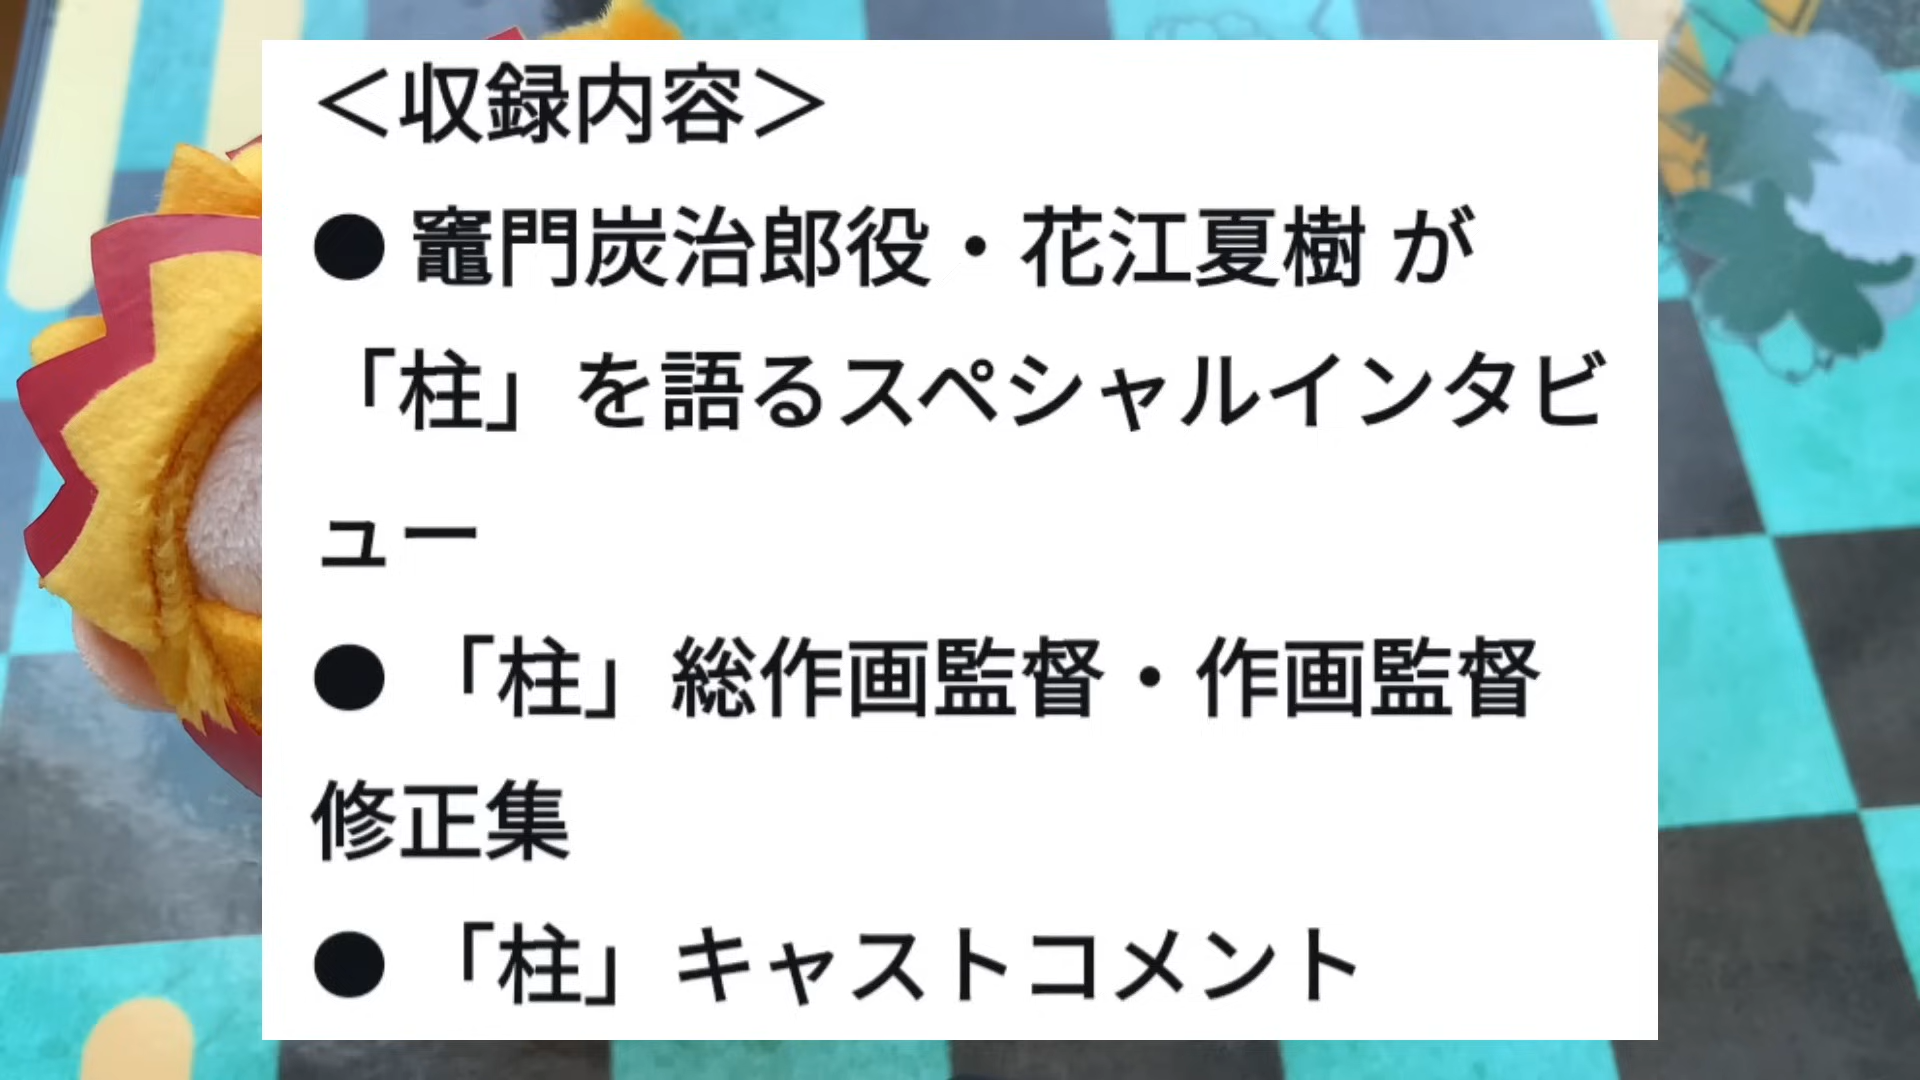 ＜収録内容＞
● 竈門炭治郎役・花江夏樹 が
「柱」を語るスペシャルインタビ
ュー
● 「柱」総作画監督・作画監督
修正集
● 「柱」キャストコメント